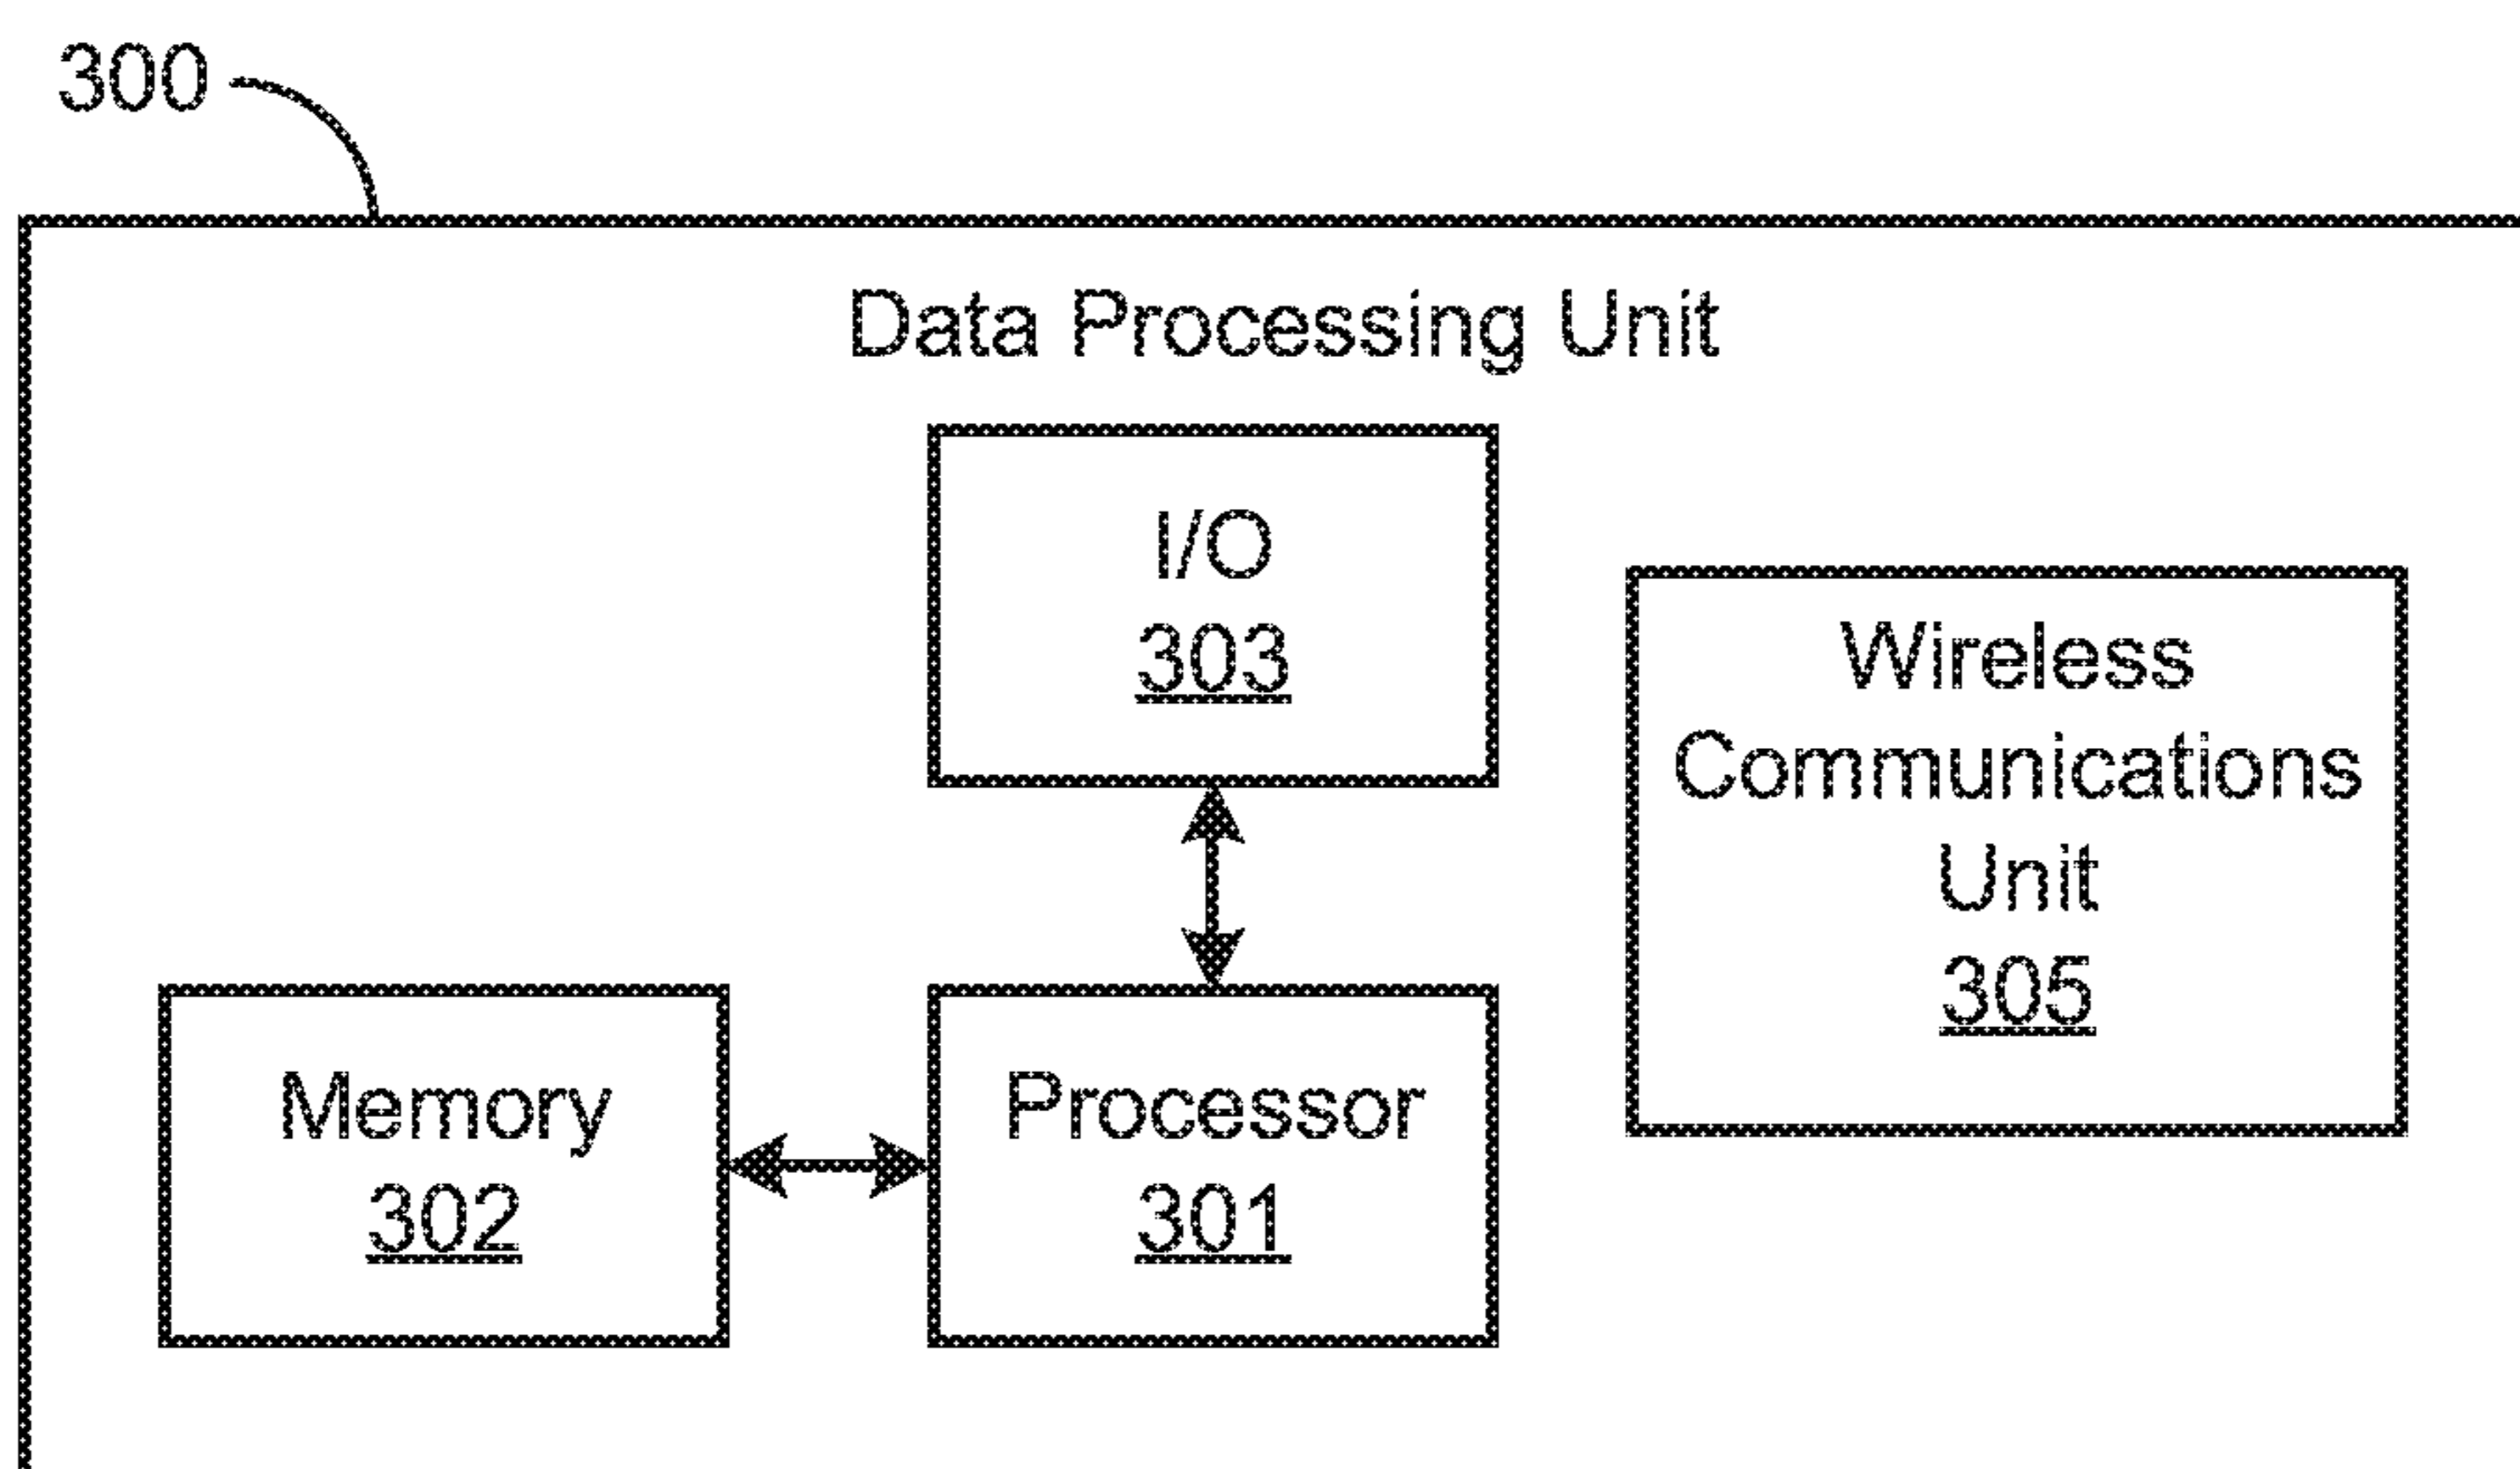 300
Data Processing Unit
I/O
303
Wireless
Communications
Unit
305
Memory
302
Processor
301